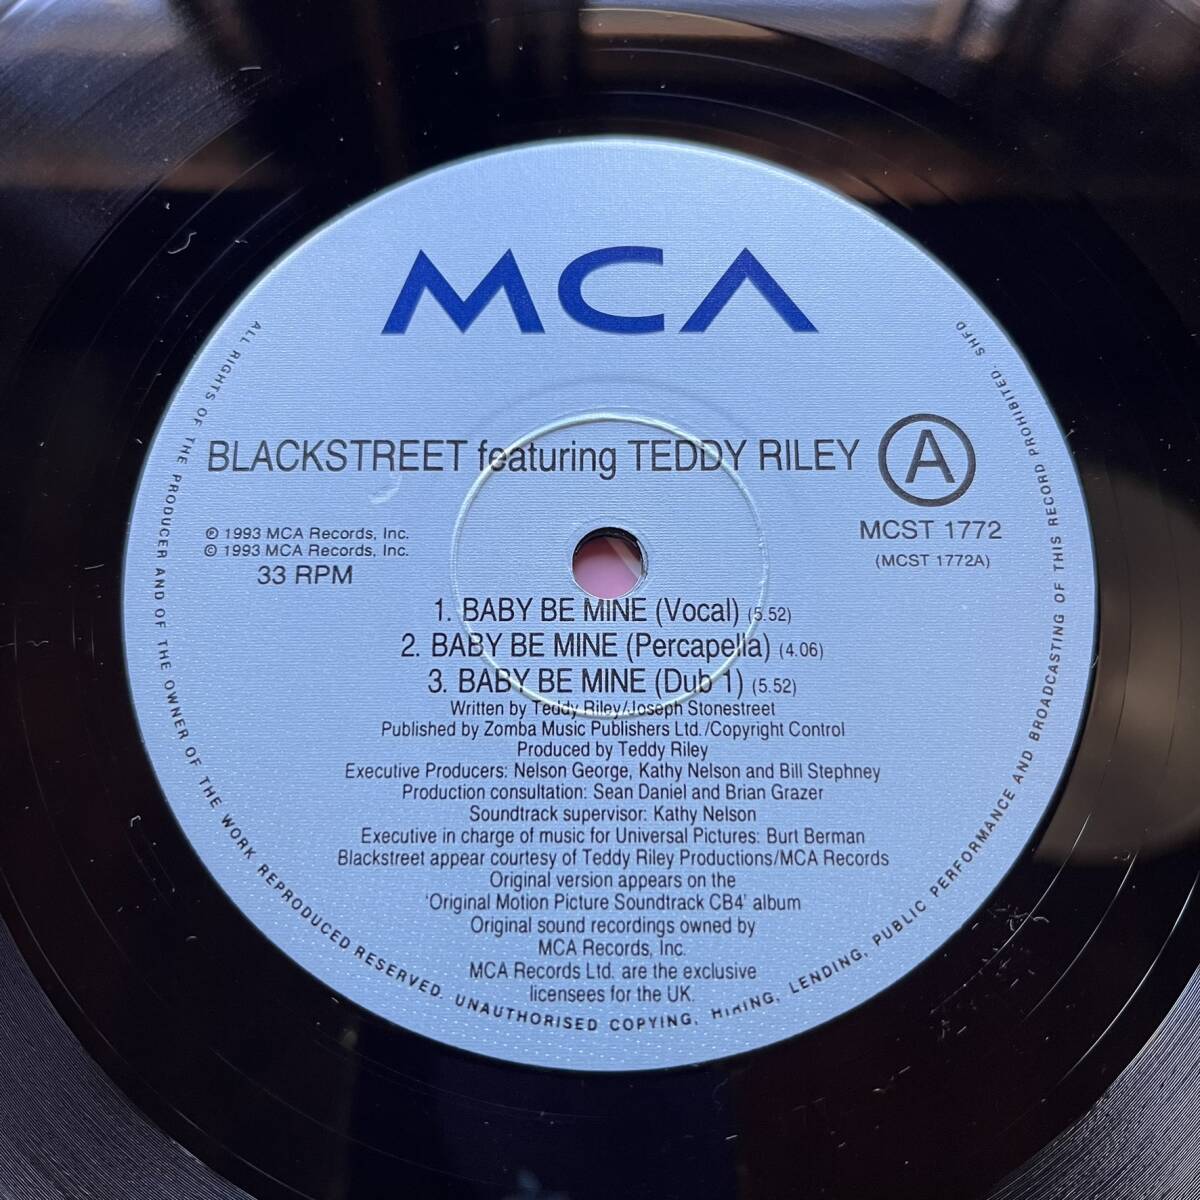 MCA
BLACKSTREET featuring TEDDY RILEY
A
℗ 1993 MCA Records, Inc.
© 1993 MCA Records, Inc.
33 RPM
MCST 1772
(MCST 1772A)
1. BABY BE MINE (Vocal) (5.52)
2. BABY BE MINE (Percapella) (4.06)
3. BABY BE MINE (Dub 1) (5.52)
Written by Teddy Riley/Joseph Stonestreet
Published by Zomba Music Publishers Ltd./Copyright Control
Produced by Teddy Riley
Executive Producers: Nelson George, Kathy Nelson and Bill Stephney
Production consultation: Sean Daniel and Brian Grazer
Soundtrack supervisor: Kathy Nelson
Executive in charge of music for Universal Pictures: Burt Berman
Blackstreet appear courtesy of Teddy Riley Productions/MCA Records
Original version appears on the
'Original Motion Picture Soundtrack CB4' album
Original sound recordings owned by
MCA Records, Inc.
MCA Records Ltd. are the exclusive
licensees for the UK.
ALL RIGHTS OF THE PRODUCER AND OF THE OWNER OF THE WORK REPRODUCED RESERVED. UNAUTHORISED COPYING, HIRING, LENDING, PUBLIC PERFORMANCE AND BROADCASTING OF THIS RECORD PROHIBITED. SHFD